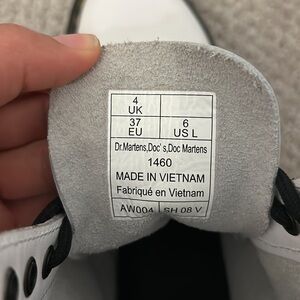 4
UK
37 6
EU US L
Dr.Martens,Doc's,Doc Martens
1460
MADE IN VIETNAM
Fabriqué en Vietnam
AW004 SH 08 V